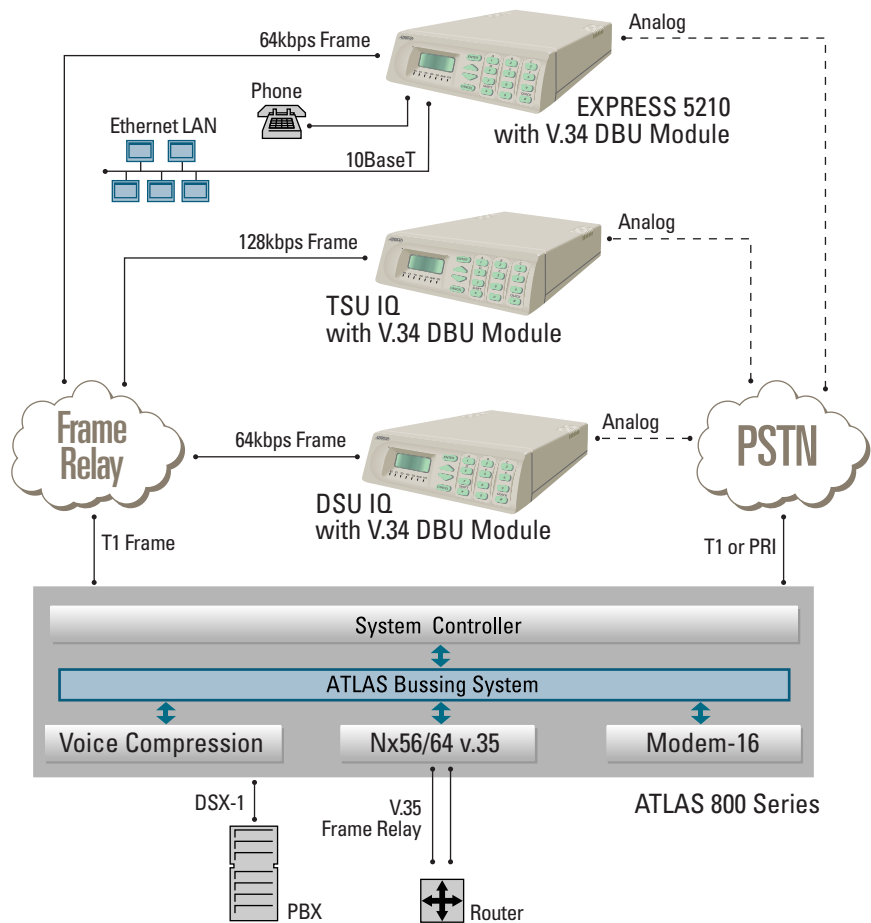 Analog
64kbps Frame
Phone
EXPRESS 5210
with V.34 DBU Module
Ethernet LAN
10BaseT
Analog
128kbps Frame
TSU IQ
with V.34 DBU Module
Frame
Relay
64kbps Frame
Analog
PSTN
DSU IQ
with V.34 DBU Module
T1 Frame
T1 or PRI
System Controller
ATLAS Bussing System
Voice Compression
Nx56/64 v.35
Modem-16
DSX-1
V.35
Frame Relay
ATLAS 800 Series
PBX
Router